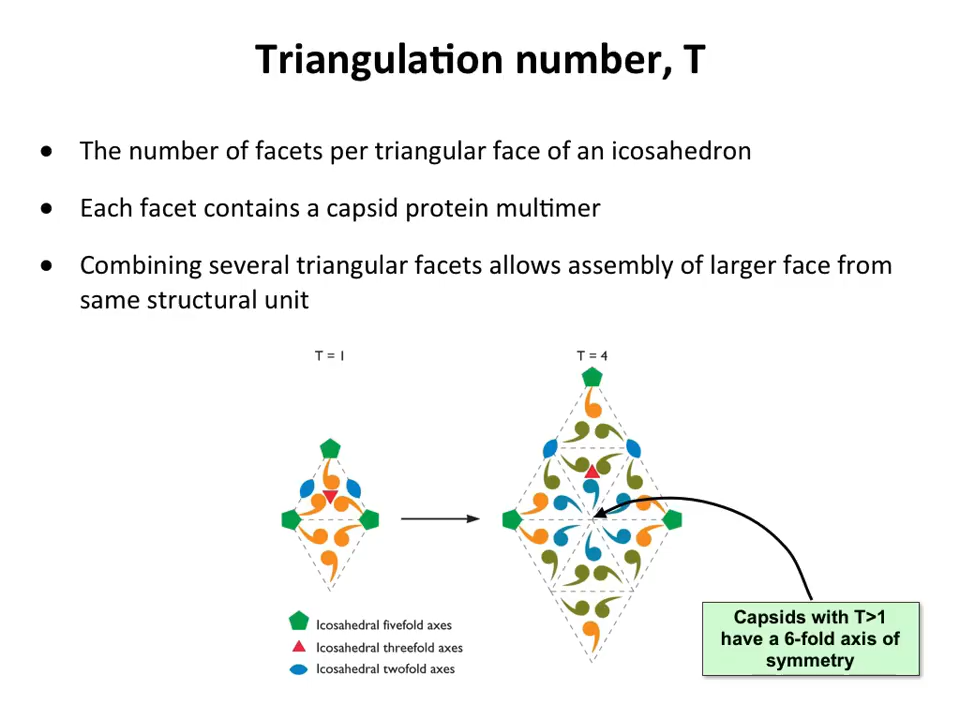 Triangulation number, T
● The number of facets per triangular face of an icosahedron
● Each facet contains a capsid protein multimer
● Combining several triangular facets allows assembly of larger face from
same structural unit
T = 1
T = 4
Icosahedral fivefold axes
Icosahedral threefold axes
Icosahedral twofold axes
Capsids with T>1
have a 6-fold axis of
symmetry